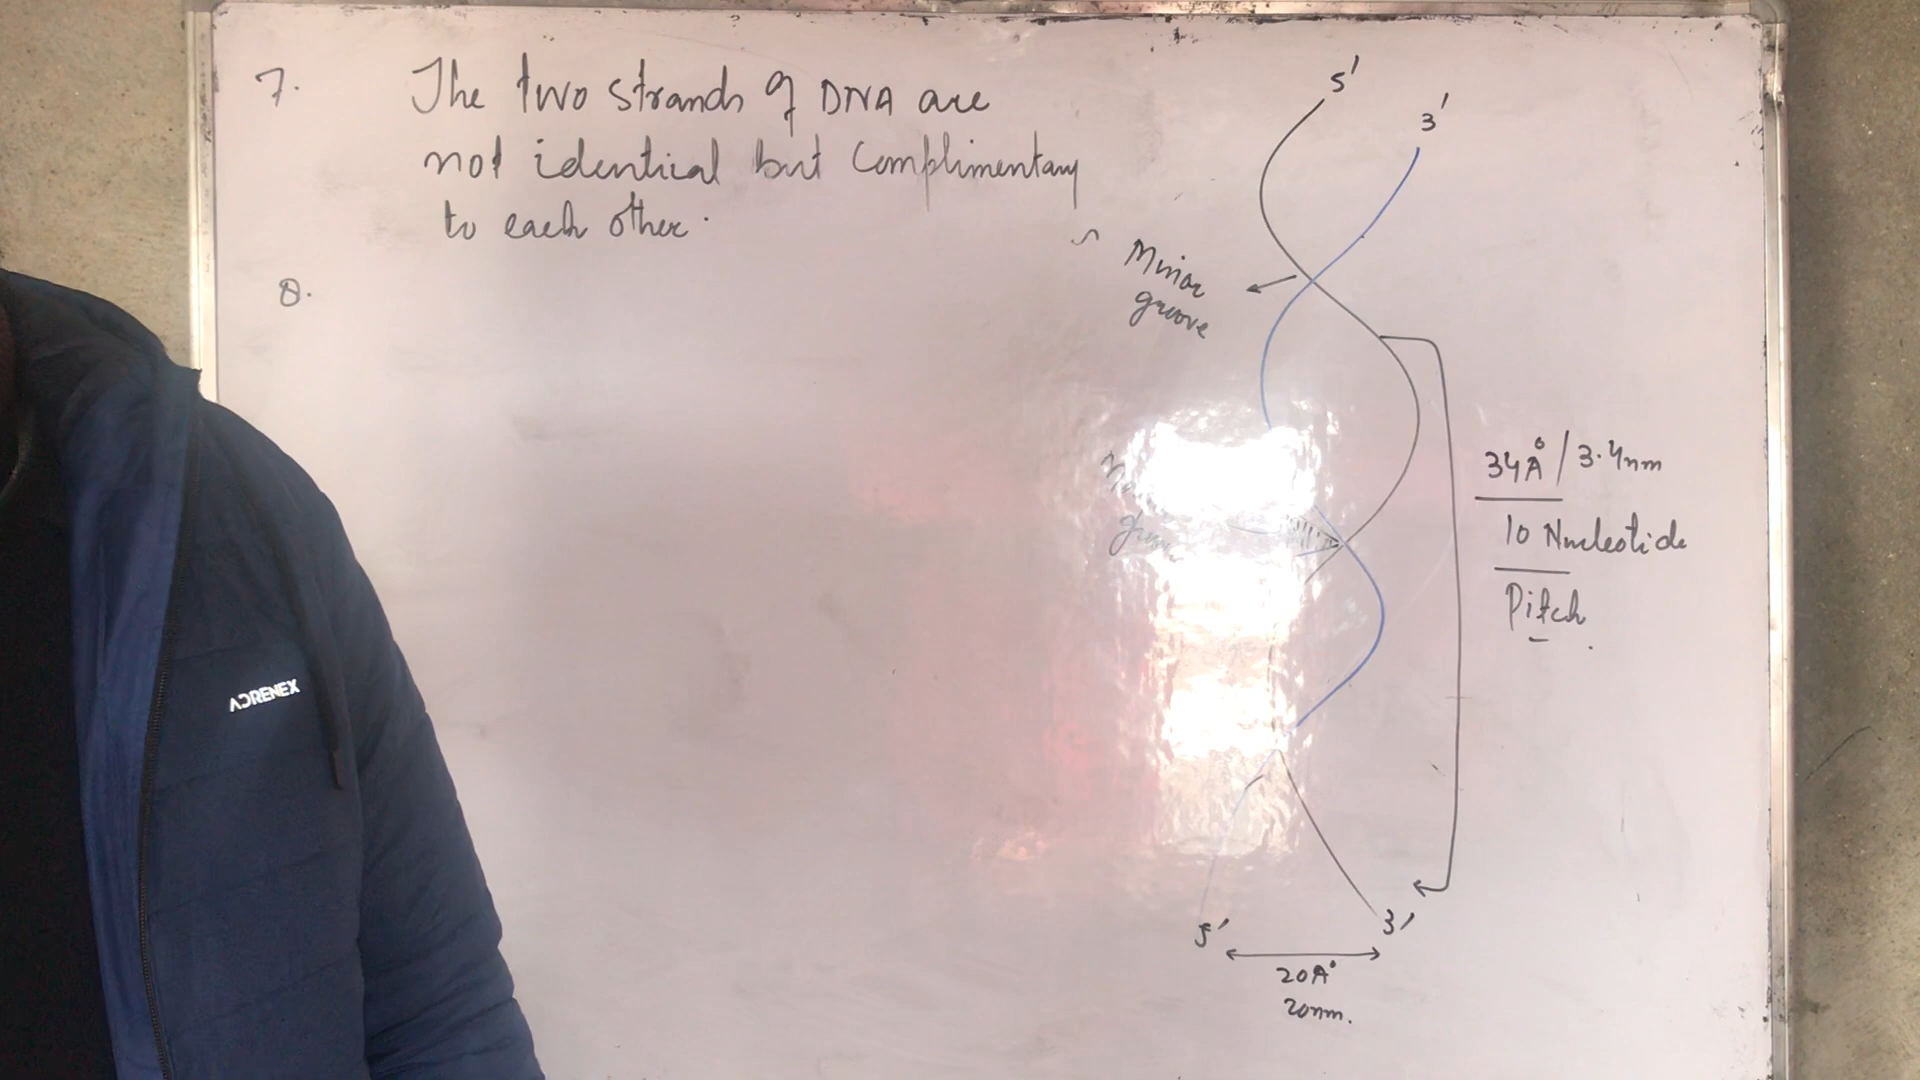 7. The two strands of DNA are
not identical but Complimentary
to each other.
8.
5'
3'
Minor
groove
34Å / 3.4nm
10 Nucleotide
Pitch
5'
3'
20A°
20nm.
ADRENEX